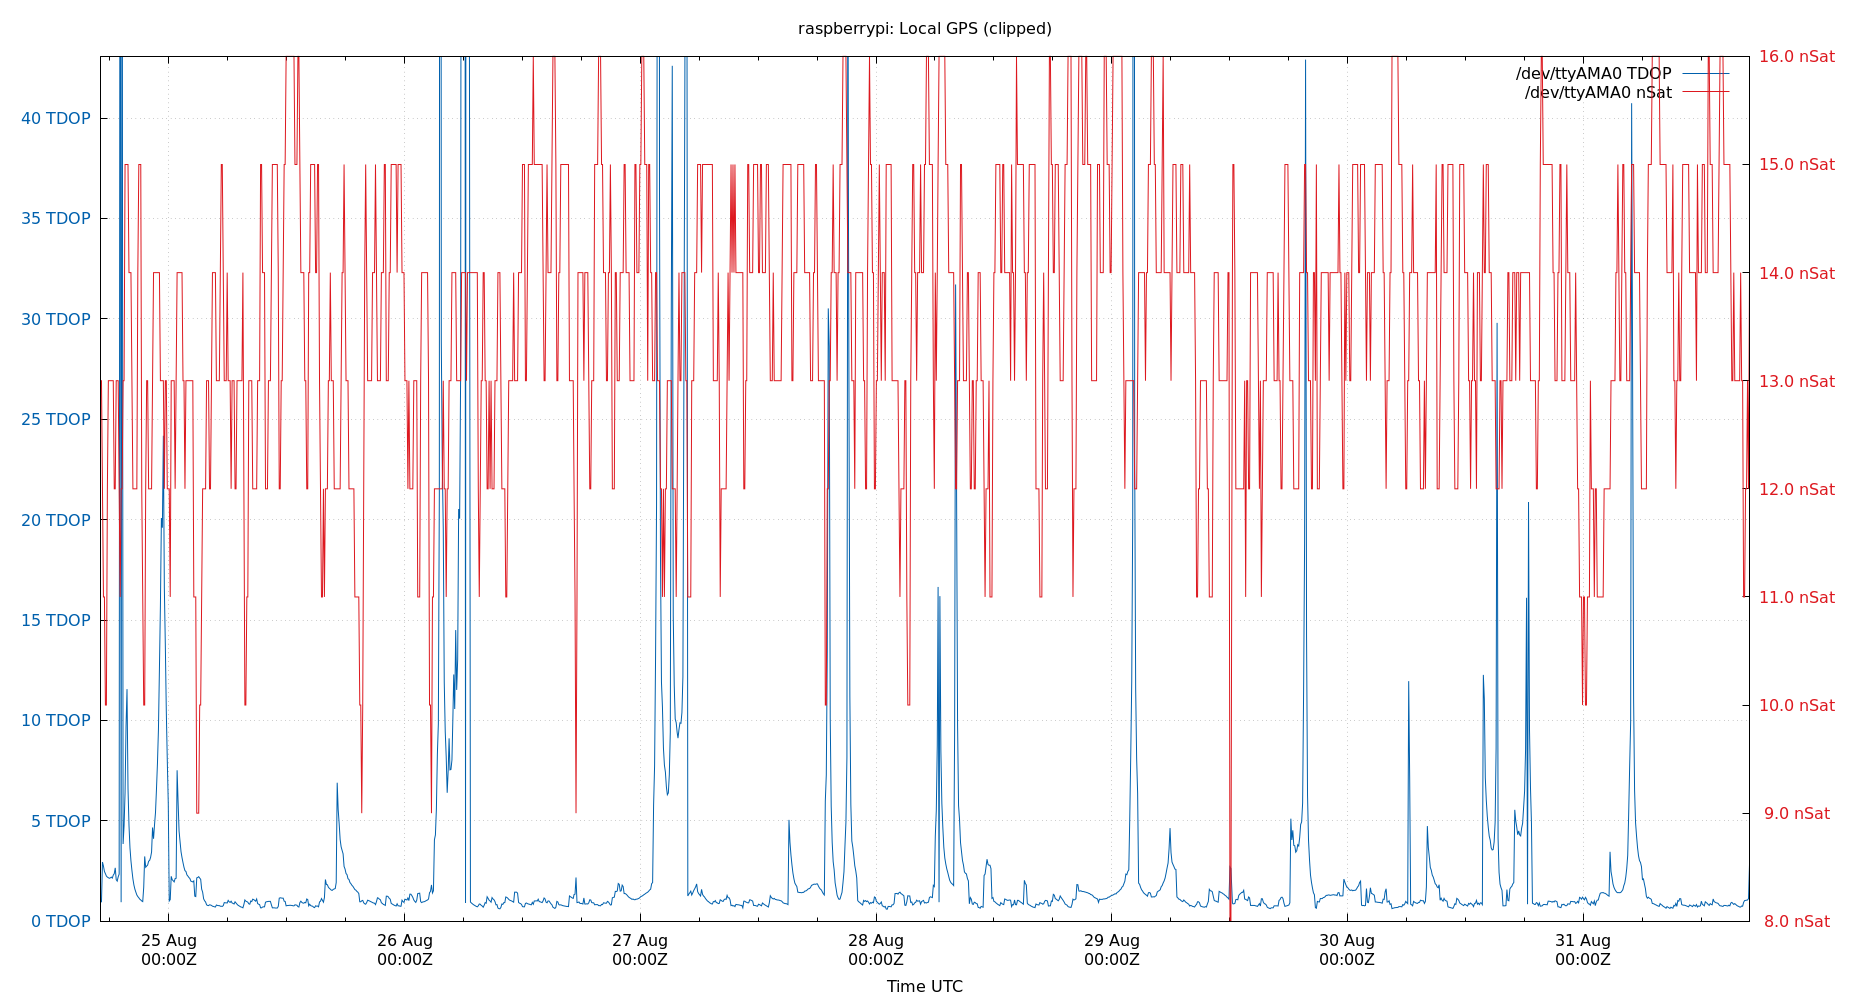 raspberrypi: Local GPS (clipped)
16.0 nSat
/dev/ttyAMA0 TDOP
/dev/ttyAMA0 nSat
40 TDOP
15.0 nSat
35 TDOP
14.0 nSat
30 TDOP
13.0 nSat
25 TDOP
12.0 nSat
20 TDOP
11.0 nSat
15 TDOP
10.0 nSat
10 TDOP
9.0 nSat
5 TDOP
8.0 nSat
0 TDOP
25 Aug 26 Aug 27 Aug 28 Aug 29 Aug 30 Aug 31 Aug
00:00Z 00:00Z 00:00Z 00:00Z 00:00Z 00:00Z 00:00Z
Time UTC